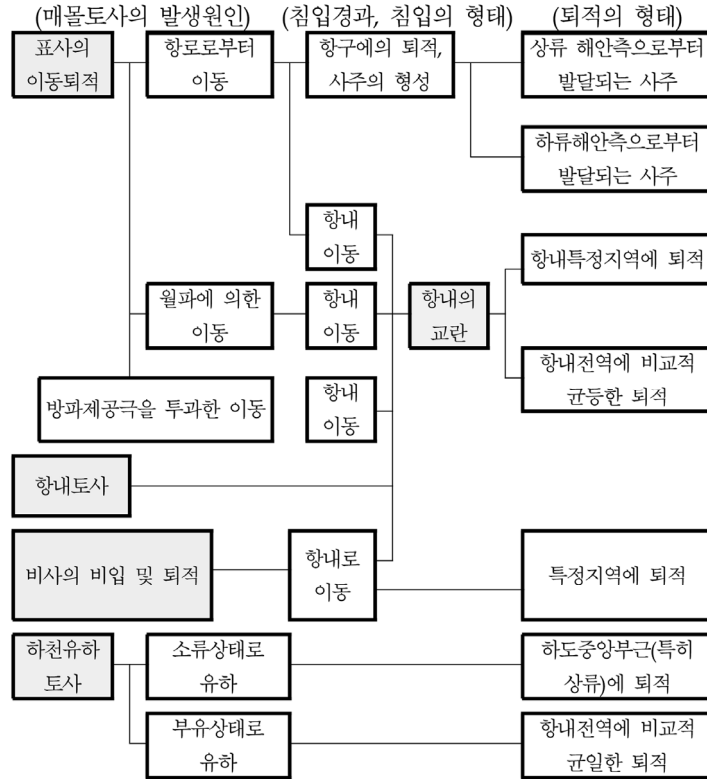 (매몰토사의 발생원인)
(침입경과, 침입의 형태)
(퇴적의 형태)
표사의
이동퇴적
항로로부터
이동
항구에의 퇴적,
사주의 형성
상류 해안측으로부터
발달되는 사주
하류해안측으로부터
발달되는 사주
항내
이동
항내특정지역에 퇴적
월파에 의한
이동
항내
이동
항내의
교란
항내전역에 비교적
균등한 퇴적
방파제공극을 투과한 이동
항내
이동
항내토사
비사의 비입 및 퇴적
항내로
이동
특정지역에 퇴적
하천유하
토사
소류상태로
유하
하도중앙부근(특히
상류)에 퇴적
부유상태로
유하
항내전역에 비교적
균일한 퇴적